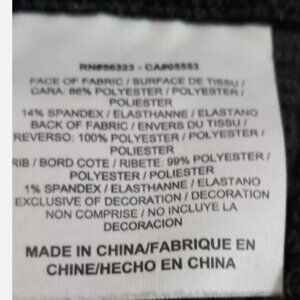 RN#56323 - CA#05553
FACE OF FABRIC / SURFACE DE TISSU /
CARA: 86% POLYESTER / POLYESTER /
POLIESTER
14% SPANDEX / ELASTHANNE / ELASTANO
BACK OF FABRIC / ENVERS DU TISSU /
REVERSO: 100% POLYESTER / POLYESTER /
POLIESTER
RIB / BORD COTE / RIBETE: 99% POLYESTER /
POLYESTER / POLIESTER
1% SPANDEX / ELASTHANNE / ELASTANO
EXCLUSIVE OF DECORATION / DECORATION
NON COMPRISE / NO INCLUYE LA
DECORACION
MADE IN CHINA/FABRIQUE EN
CHINE/HECHO EN CHINA